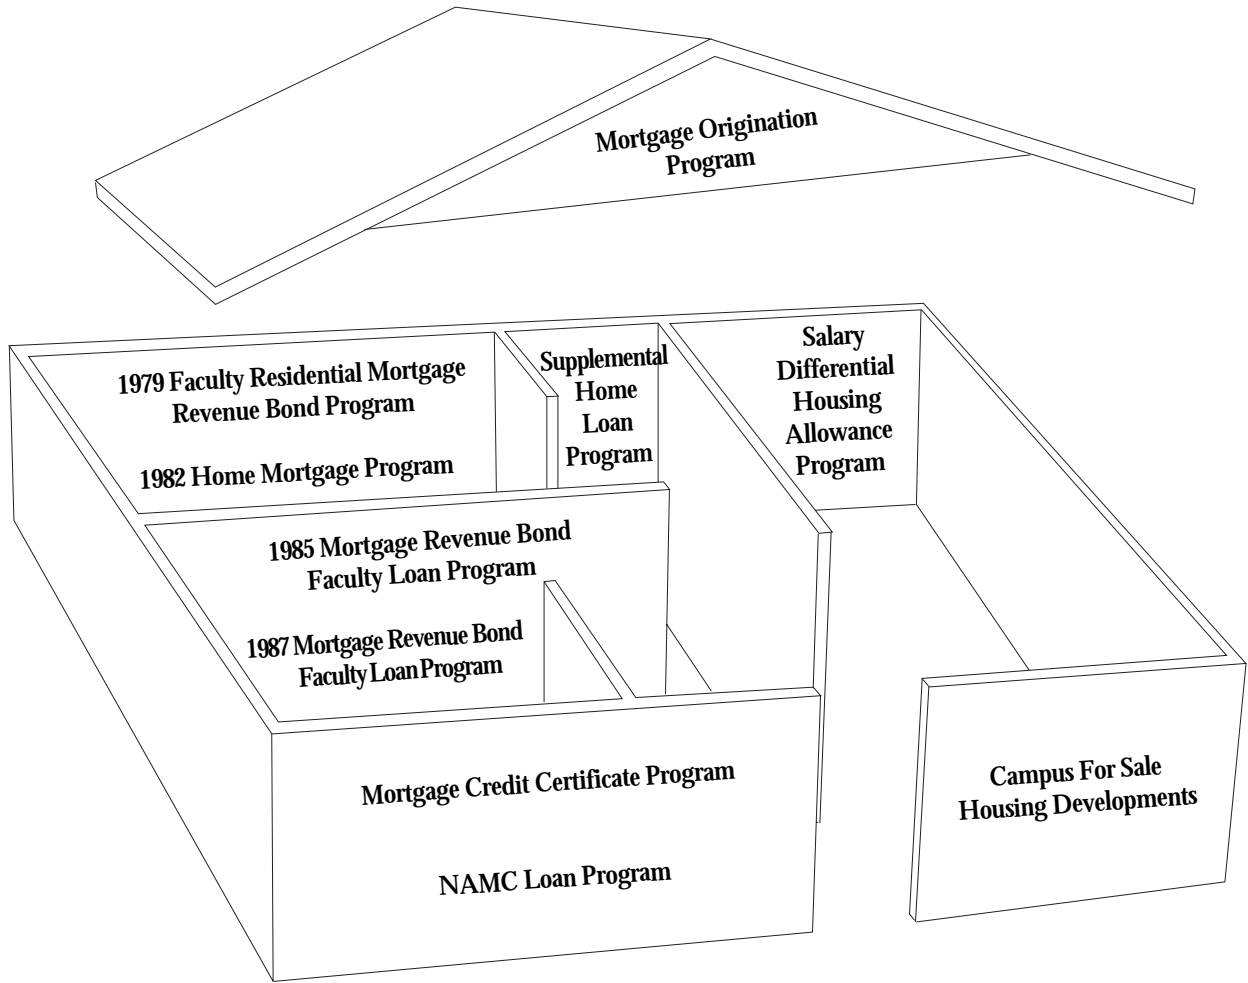 Mortgage Origination
Program
1979 Faculty Residential Mortgage
Revenue Bond Program
1982 Home Mortgage Program
Supplemental
Home
Loan
Program
Salary
Differential
Housing
Allowance
Program
1985 Mortgage Revenue Bond
Faculty Loan Program
1987 Mortgage Revenue Bond
Faculty Loan Program
Mortgage Credit Certificate Program
NAMC Loan Program
Campus For Sale
Housing Developments